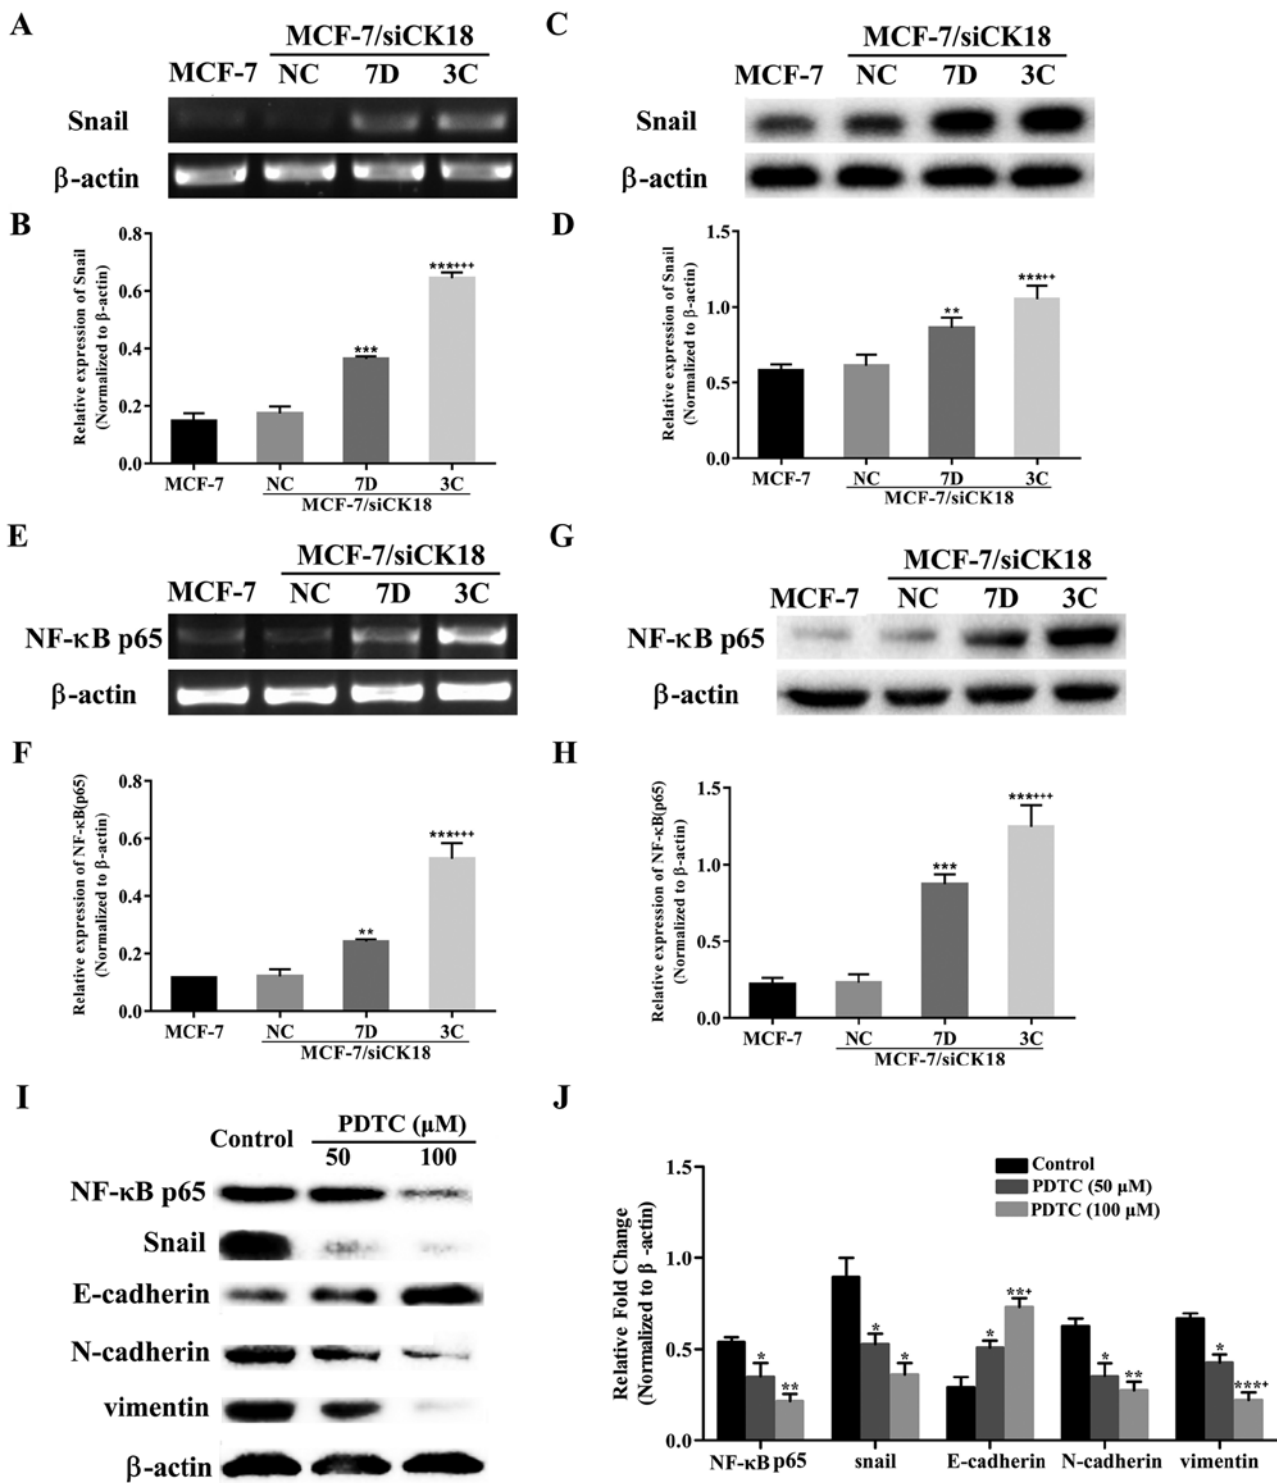 A
MCF-7/siCK18
MCF-7 NC 7D 3C
Snail
β-actin
C
MCF-7/siCK18
MCF-7 NC 7D 3C
Snail
β-actin
B
Relative expression of Snail
(Normalized to β-actin)
0.8
0.6
0.4
0.2
0.0
***
***+++
MCF-7 NC 7D 3C
MCF-7/siCK18
D
Relative expression of Snail
(Normalized to β-actin)
1.5
1.0
0.5
0.0
**
***++
MCF-7 NC 7D 3C
MCF-7/siCK18
E
MCF-7/siCK18
MCF-7 NC 7D 3C
NF-κB p65
β-actin
G
MCF-7/siCK18
MCF-7 NC 7D 3C
NF-κB p65
β-actin
F
Relative expression of NF-κB(p65)
(Normalized to β-actin)
0.8
0.6
0.4
0.2
0.0
**
***+++
MCF-7 NC 7D 3C
MCF-7/siCK18
H
Relative expression of NF-κB(p65)
(Normalized to β-actin)
1.5
1.0
0.5
0.0
***
***+++
MCF-7 NC 7D 3C
MCF-7/siCK18
I
PDTC (μM)
Control 50 100
NF-κB p65
Snail
E-cadherin
N-cadherin
vimentin
β-actin
J
Relative Fold Change
(Normalized to β -actin)
1.5
1.0
0.5
0.0
Control
PDTC (50 μM)
PDTC (100 μM)
* ** * * * **+ * ** * ***+
NF-κB p65 snail E-cadherin N-cadherin vimentin